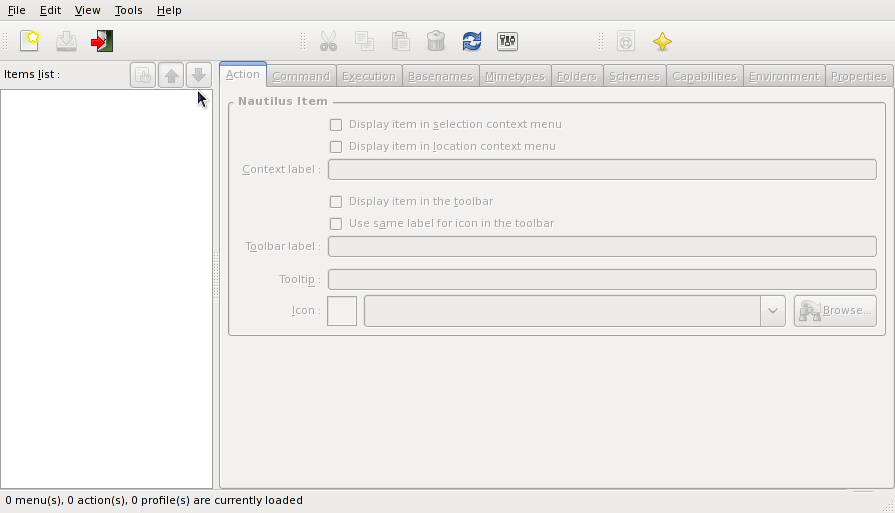 File Edit View Tools Help
Items list :
Action Command Execution Basenames Mimetypes Folders Schemes Capabilities Environment Properties
Nautilus Item
Display item in selection context menu
Display item in location context menu
Context label :
Display item in the toolbar
Use same label for icon in the toolbar
Toolbar label :
Tooltip :
Icon :
Browse...
0 menu(s), 0 action(s), 0 profile(s) are currently loaded